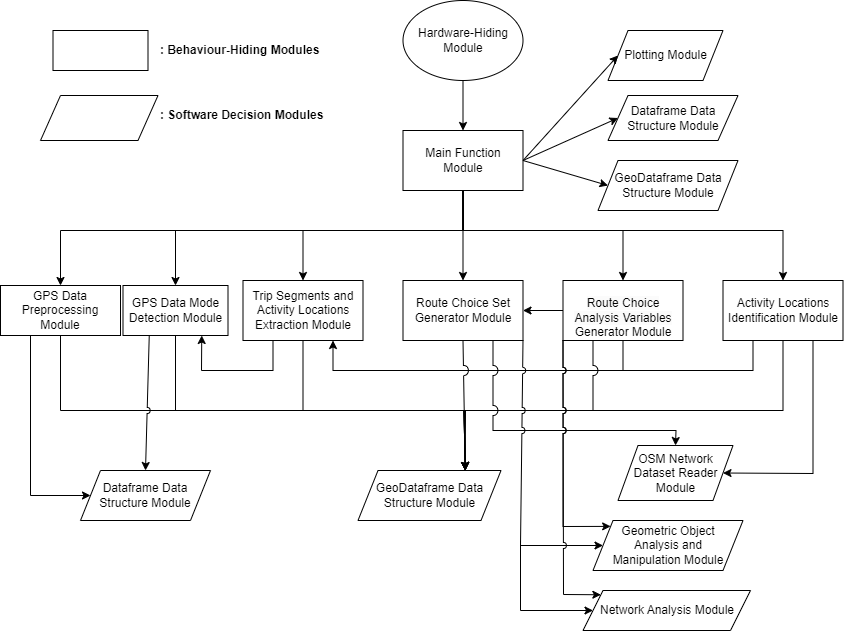 Hardware-Hiding
Module
: Behaviour-Hiding Modules
Plotting Module
: Software Decision Modules
Dataframe Data
Structure Module
Main Function
Module
GeoDataframe Data
Structure Module
GPS Data
Preprocessing
Module
GPS Data Mode
Detection Module
Trip Segments and
Activity Locations
Extraction Module
Route Choice Set
Generator Module
Route Choice
Analysis Variables
Generator Module
Activity Locations
Identification Module
Dataframe Data
Structure Module
GeoDataframe Data
Structure Module
OSM Network
Dataset Reader
Module
Geometric Object
Analysis and
Manipulation Module
Network Analysis Module